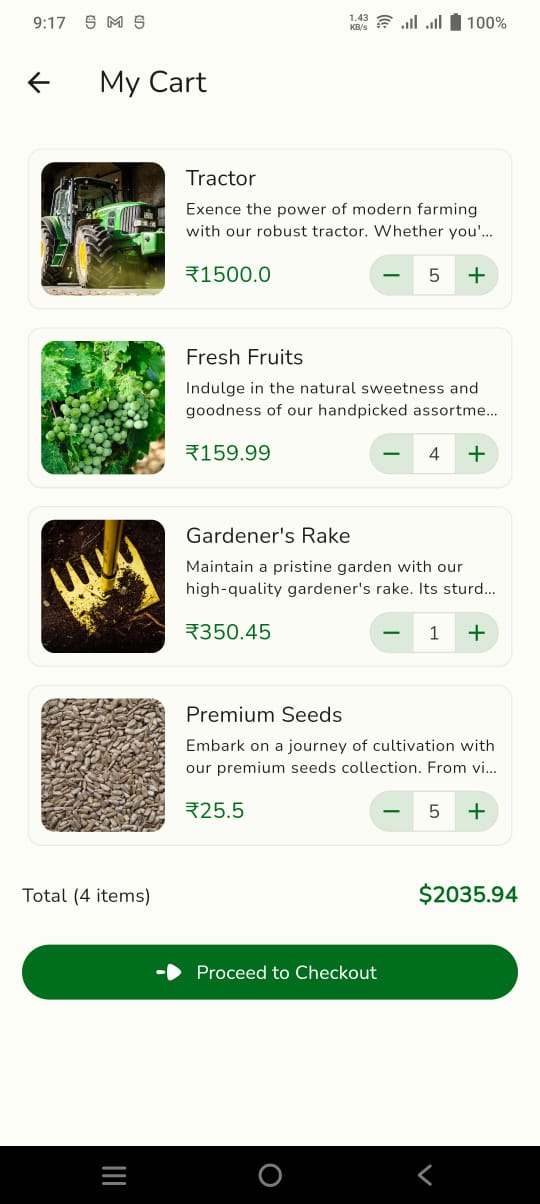 9:17 1.43 KB/s 100%
My Cart
Tractor
Exence the power of modern farming
with our robust tractor. Whether you'...
₹1500.0 5
Fresh Fruits
Indulge in the natural sweetness and
goodness of our handpicked assortme...
₹159.99 4
Gardener's Rake
Maintain a pristine garden with our
high-quality gardener's rake. Its sturd...
₹350.45 1
Premium Seeds
Embark on a journey of cultivation with
our premium seeds collection. From vi...
₹25.5 5
Total (4 items) $2035.94
Proceed to Checkout